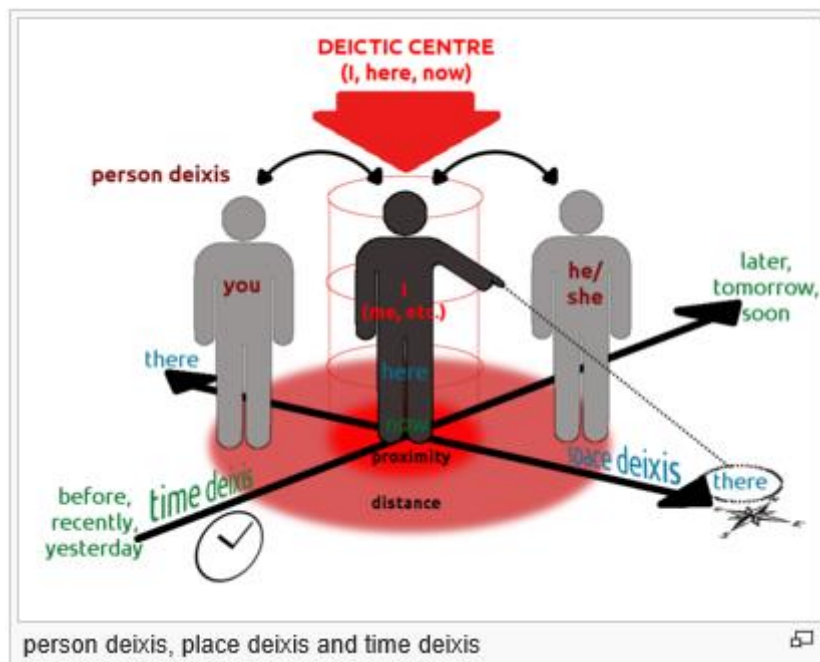 DEICTIC CENTRE
(I, here, now)
person deixis
you
I
(me, etc.)
he/
she
later,
tomorrow,
soon
there
here
now
proximity
space deixis
there
distance
time deixis
before,
recently,
yesterday
person deixis, place deixis and time deixis